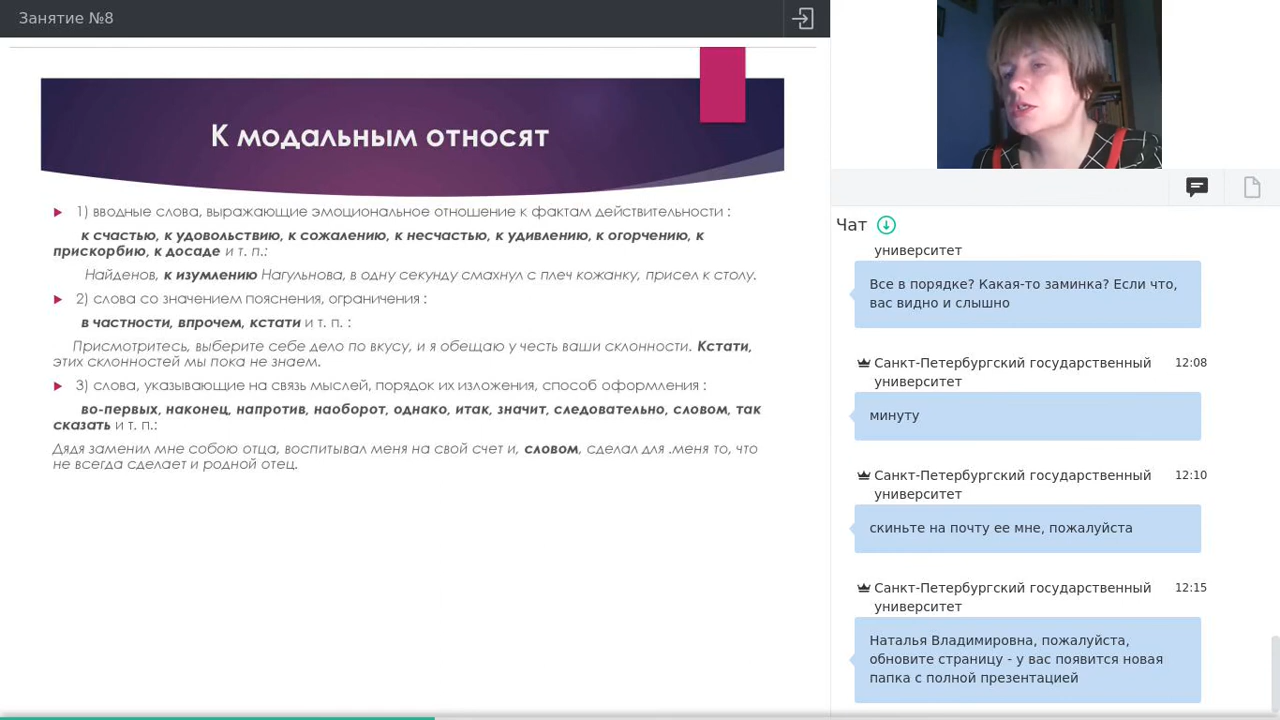 Занятие №8
К модальным относят
1) вводные слова, выражающие эмоциональное отношение к фактам действительности :
к счастью, к удовольствию, к сожалению, к несчастью, к удивлению, к огорчению, к
прискорбию, к досаде и т. п.:
Найденов, к изумлению Нагульнова, в одну секунду смахнул с плеч кожанку, присел к столу.
2) слова со значением пояснения, ограничения :
в частности, впрочем, кстати и т. п. :
Присмотритесь, выберите себе дело по вкусу, и я обещаю у честь ваши склонности. Кстати,
этих склонностей мы пока не знаем.
3) слова, указывающие на связь мыслей, порядок их изложения, способ оформления :
во-первых, наконец, напротив, наоборот, однако, итак, значит, следовательно, словом, так
сказать и т. п.:
Дядя заменил мне собою отца, воспитывал меня на свой счет и, словом, сделал для .меня то, что
не всегда сделает и родной отец.
Чат
университет
Все в порядке? Какая-то заминка? Если что,
вас видно и слышно
Санкт-Петербургский государственный 12:08
университет
минуту
Санкт-Петербургский государственный 12:10
университет
скиньте на почту ее мне, пожалуйста
Санкт-Петербургский государственный 12:15
университет
Наталья Владимировна, пожалуйста,
обновите страницу - у вас появится новая
папка с полной презентацией